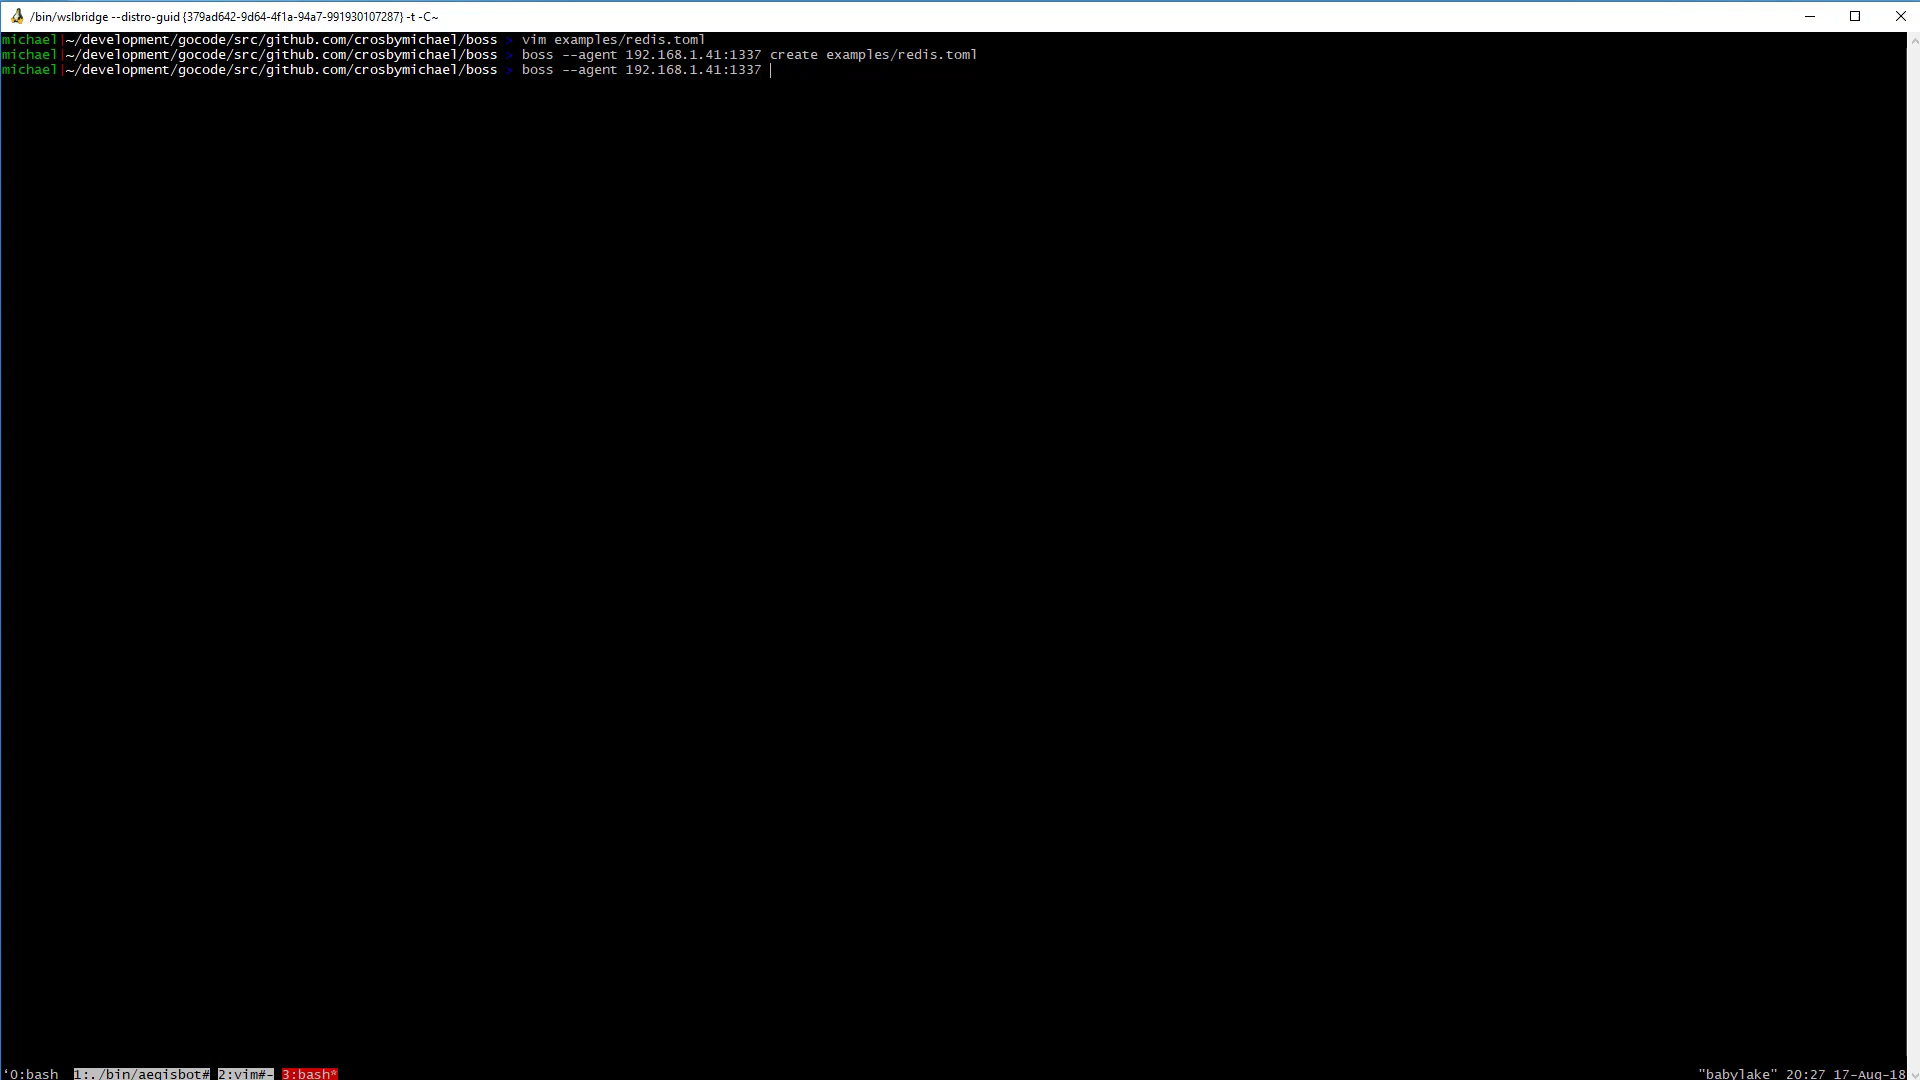 /bin/wslbridge --distro-guid {379ad642-9d64-4f1a-94a7-991930107287} -t -C~
michael|~/development/gocode/src/github.com/crosbymichael/boss > vim examples/redis.toml
michael|~/development/gocode/src/github.com/crosbymichael/boss > boss --agent 192.168.1.41:1337 create examples/redis.toml
michael|~/development/gocode/src/github.com/crosbymichael/boss > boss --agent 192.168.1.41:1337
‘0:bash 1:./bin/aegisbot# 2:vim#- 3:bash* "babylake" 20:27 17-Aug-18